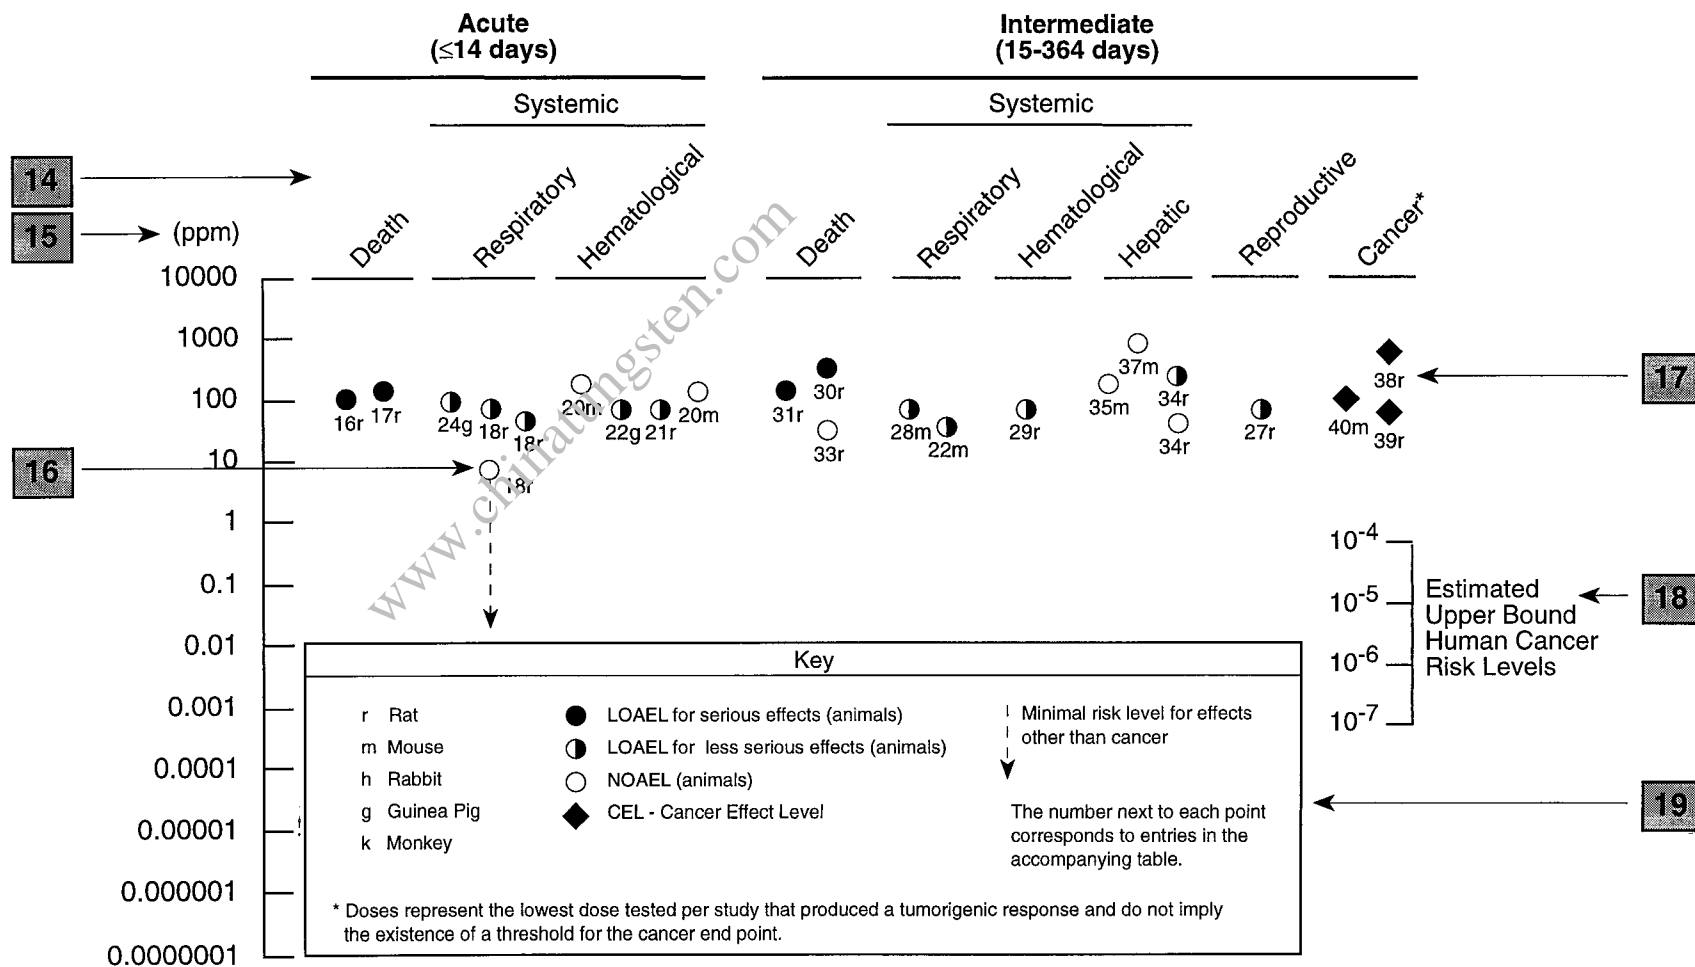 Acute
(≤14 days)
Intermediate
(15-364 days)
Systemic
Systemic
14
15
(ppm)
Death
Respiratory
Hematological
Death
Respiratory
Hematological
Hepatic
Reproductive
Cancer*
10000
1000
100
10
1
0.1
0.01
0.001
0.0001
0.00001
0.000001
0.0000001
16r
17r
24g
18r
18r
18r
20m
22g
21r
20m
31r
30r
33r
28m
22m
29r
35m
37m
34r
34r
27r
40m
38r
39r
17
16
10-4
10-5
10-6
10-7
Estimated
Upper Bound
Human Cancer
Risk Levels
18
Key
r Rat
m Mouse
h Rabbit
g Guinea Pig
k Monkey
LOAEL for serious effects (animals)
LOAEL for less serious effects (animals)
NOAEL (animals)
CEL - Cancer Effect Level
Minimal risk level for effects
other than cancer
The number next to each point
corresponds to entries in the
accompanying table.
* Doses represent the lowest dose tested per study that produced a tumorigenic response and do not imply
the existence of a threshold for the cancer end point.
19
www.chinatungsten.com